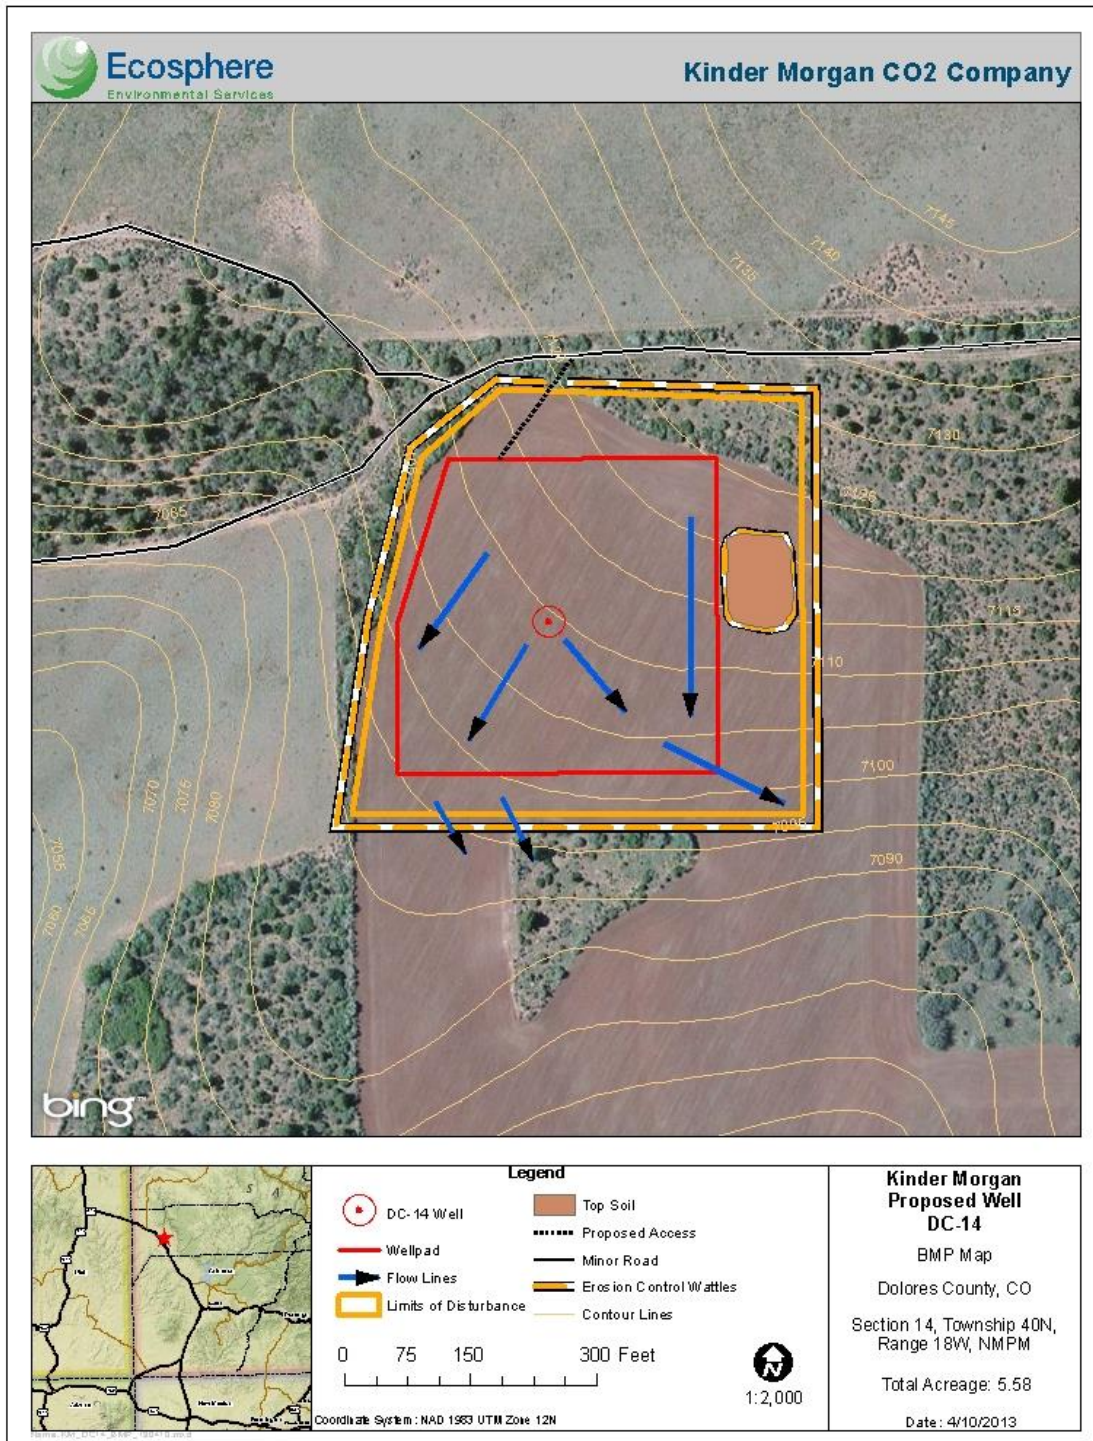 Ecosphere
Environmental Services
Kinder Morgan CO2 Company
7145
7140
7135
7130
7085
7115
7110
7100
7095
7090
7070
7075
7080
7055
7060
7065
bing
Legend
DC-14 Well
Wellpad
Flow Lines
Limits of Disturbance
Top Soil
Proposed Access
Minor Road
Erosion Control Wattles
Contour Lines
0 75 150 300 Feet
N
1:2,000
Coordinate System: NAD 1983 UTM Zone 12N
Kinder Morgan
Proposed Well
DC-14
BMP Map
Dolores County, CO
Section 14, Township 40N,
Range 18W, NMPM
Total Acreage: 5.58
Date: 4/10/2013